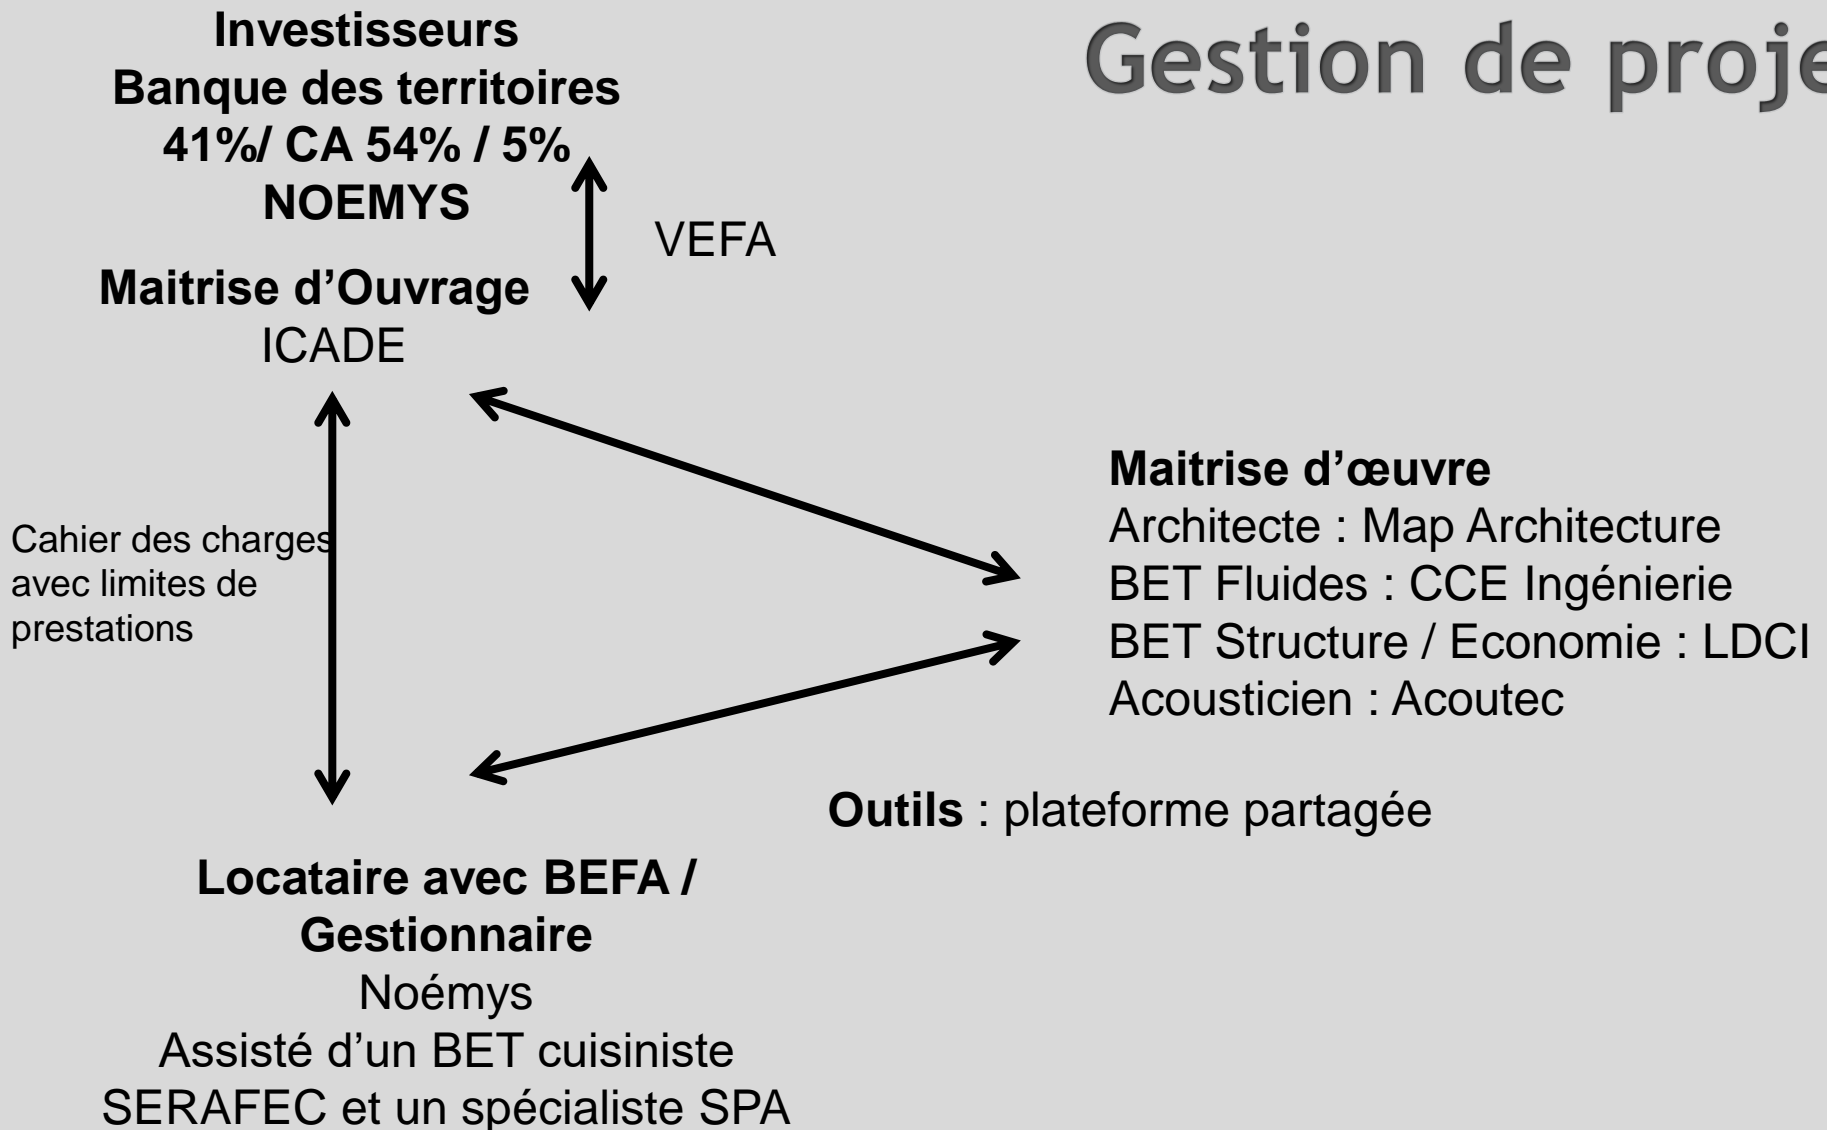 Gestion de proje
Investisseurs
Banque des territoires
41%/ CA 54% / 5%
NOEMYS
VEFA
Maitrise d’Ouvrage
ICADE
Cahier des charges
avec limites de
prestations
Maitrise d’œuvre
Architecte : Map Architecture
BET Fluides : CCE Ingénierie
BET Structure / Economie : LDCI
Acousticien : Acoutec
Outils : plateforme partagée
Locataire avec BEFA /
Gestionnaire
Noémys
Assisté d’un BET cuisiniste
SERAFEC et un spécialiste SPA